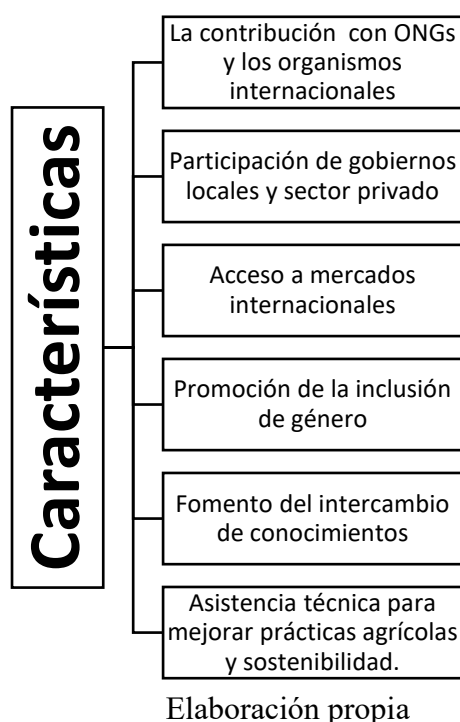 Características
La contribución con ONGs
y los organismos
internacionales
Participación de gobiernos
locales y sector privado
Acceso a mercados
internacionales
Promoción de la inclusión
de género
Fomento del intercambio
de conocimientos
Asistencia técnica para
mejorar prácticas agrícolas
y sostenibilidad.
Elaboración propia